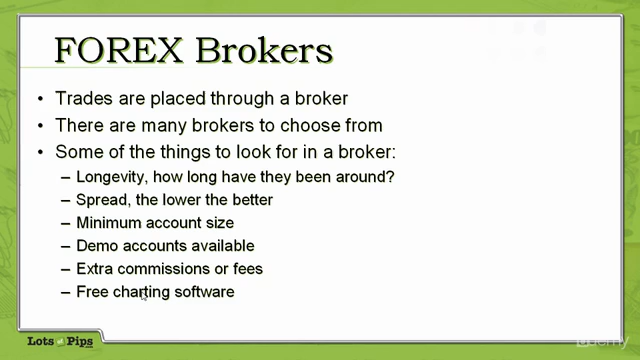 FOREX Brokers
• Trades are placed through a broker
• There are many brokers to choose from
• Some of the things to look for in a broker:
– Longevity, how long have they been around?
– Spread, the lower the better
– Minimum account size
– Demo accounts available
– Extra commissions or fees
– Free charting software
Lots of Pips
udemy